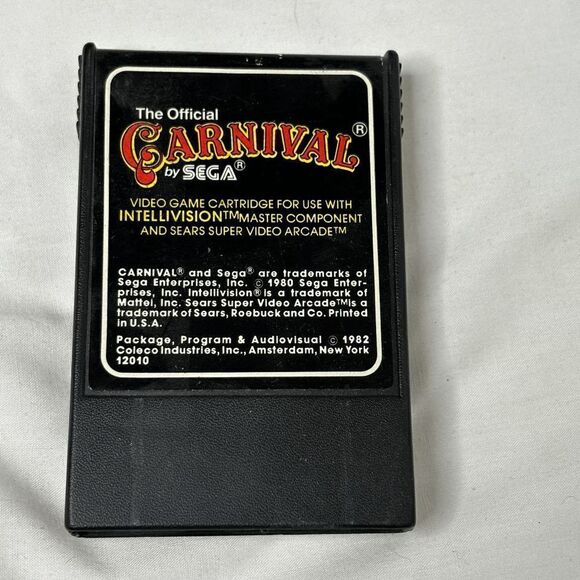 The Official
CARNIVAL®
by SEGA®
VIDEO GAME CARTRIDGE FOR USE WITH
INTELLIVISION™ MASTER COMPONENT
AND SEARS SUPER VIDEO ARCADE™
CARNIVAL® and Sega® are trademarks of
Sega Enterprises, Inc. © 1980 Sega Enter-
prises, Inc. Intellivision® is a trademark of
Mattel, Inc. Sears Super Video Arcade™ is a
trademark of Sears, Roebuck and Co. Printed
in U.S.A.
Package, Program & Audiovisual © 1982
Coleco Industries, Inc., Amsterdam, New York
12010